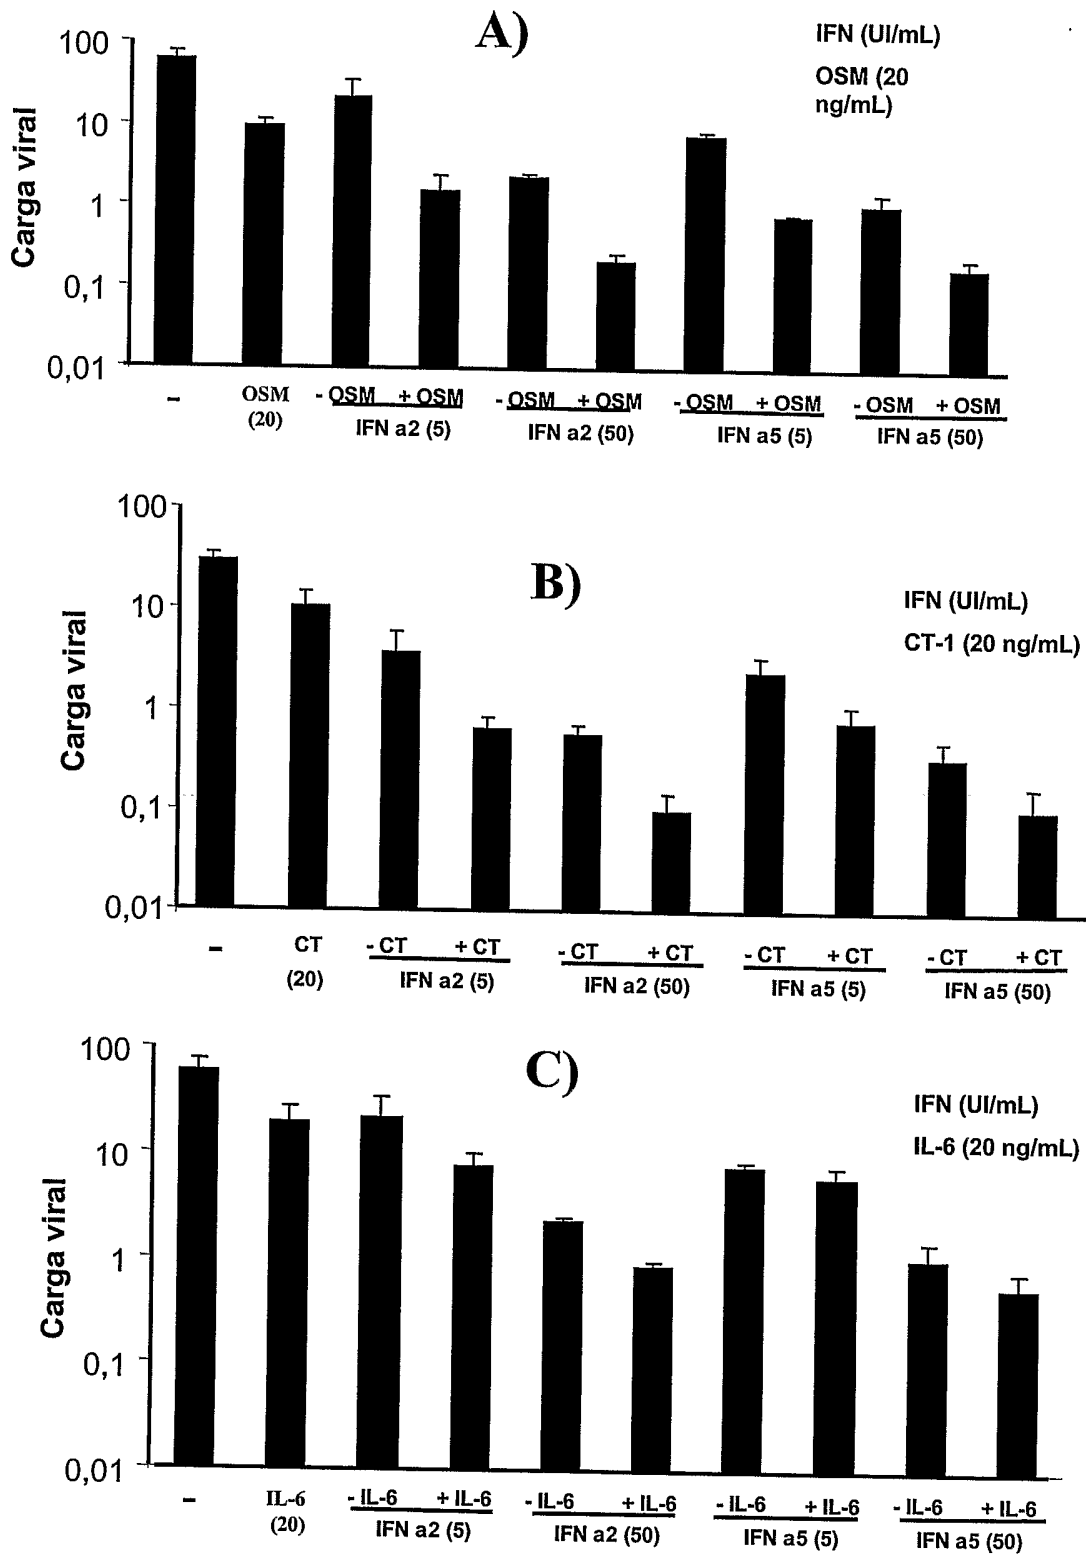 A)
IFN (UI/mL)
OSM (20
ng/mL)
Carga viral
100
10
1
0,1
0,01
– OSM - OSM + OSM - OSM + OSM - OSM + OSM - OSM + OSM
(20) IFN a2 (5) IFN a2 (50) IFN a5 (5) IFN a5 (50)
B)
IFN (UI/mL)
CT-1 (20 ng/mL)
Carga viral
100
10
1
0,1
0,01
– CT - CT + CT - CT + CT - CT + CT - CT + CT
(20) IFN a2 (5) IFN a2 (50) IFN a5 (5) IFN a5 (50)
C)
IFN (UI/mL)
IL-6 (20 ng/mL)
Carga viral
100
10
1
0,1
0,01
– IL-6 - IL-6 + IL-6 - IL-6 + IL-6 - IL-6 + IL-6 - IL-6 + IL-6
(20) IFN a2 (5) IFN a2 (50) IFN a5 (5) IFN a5 (50)